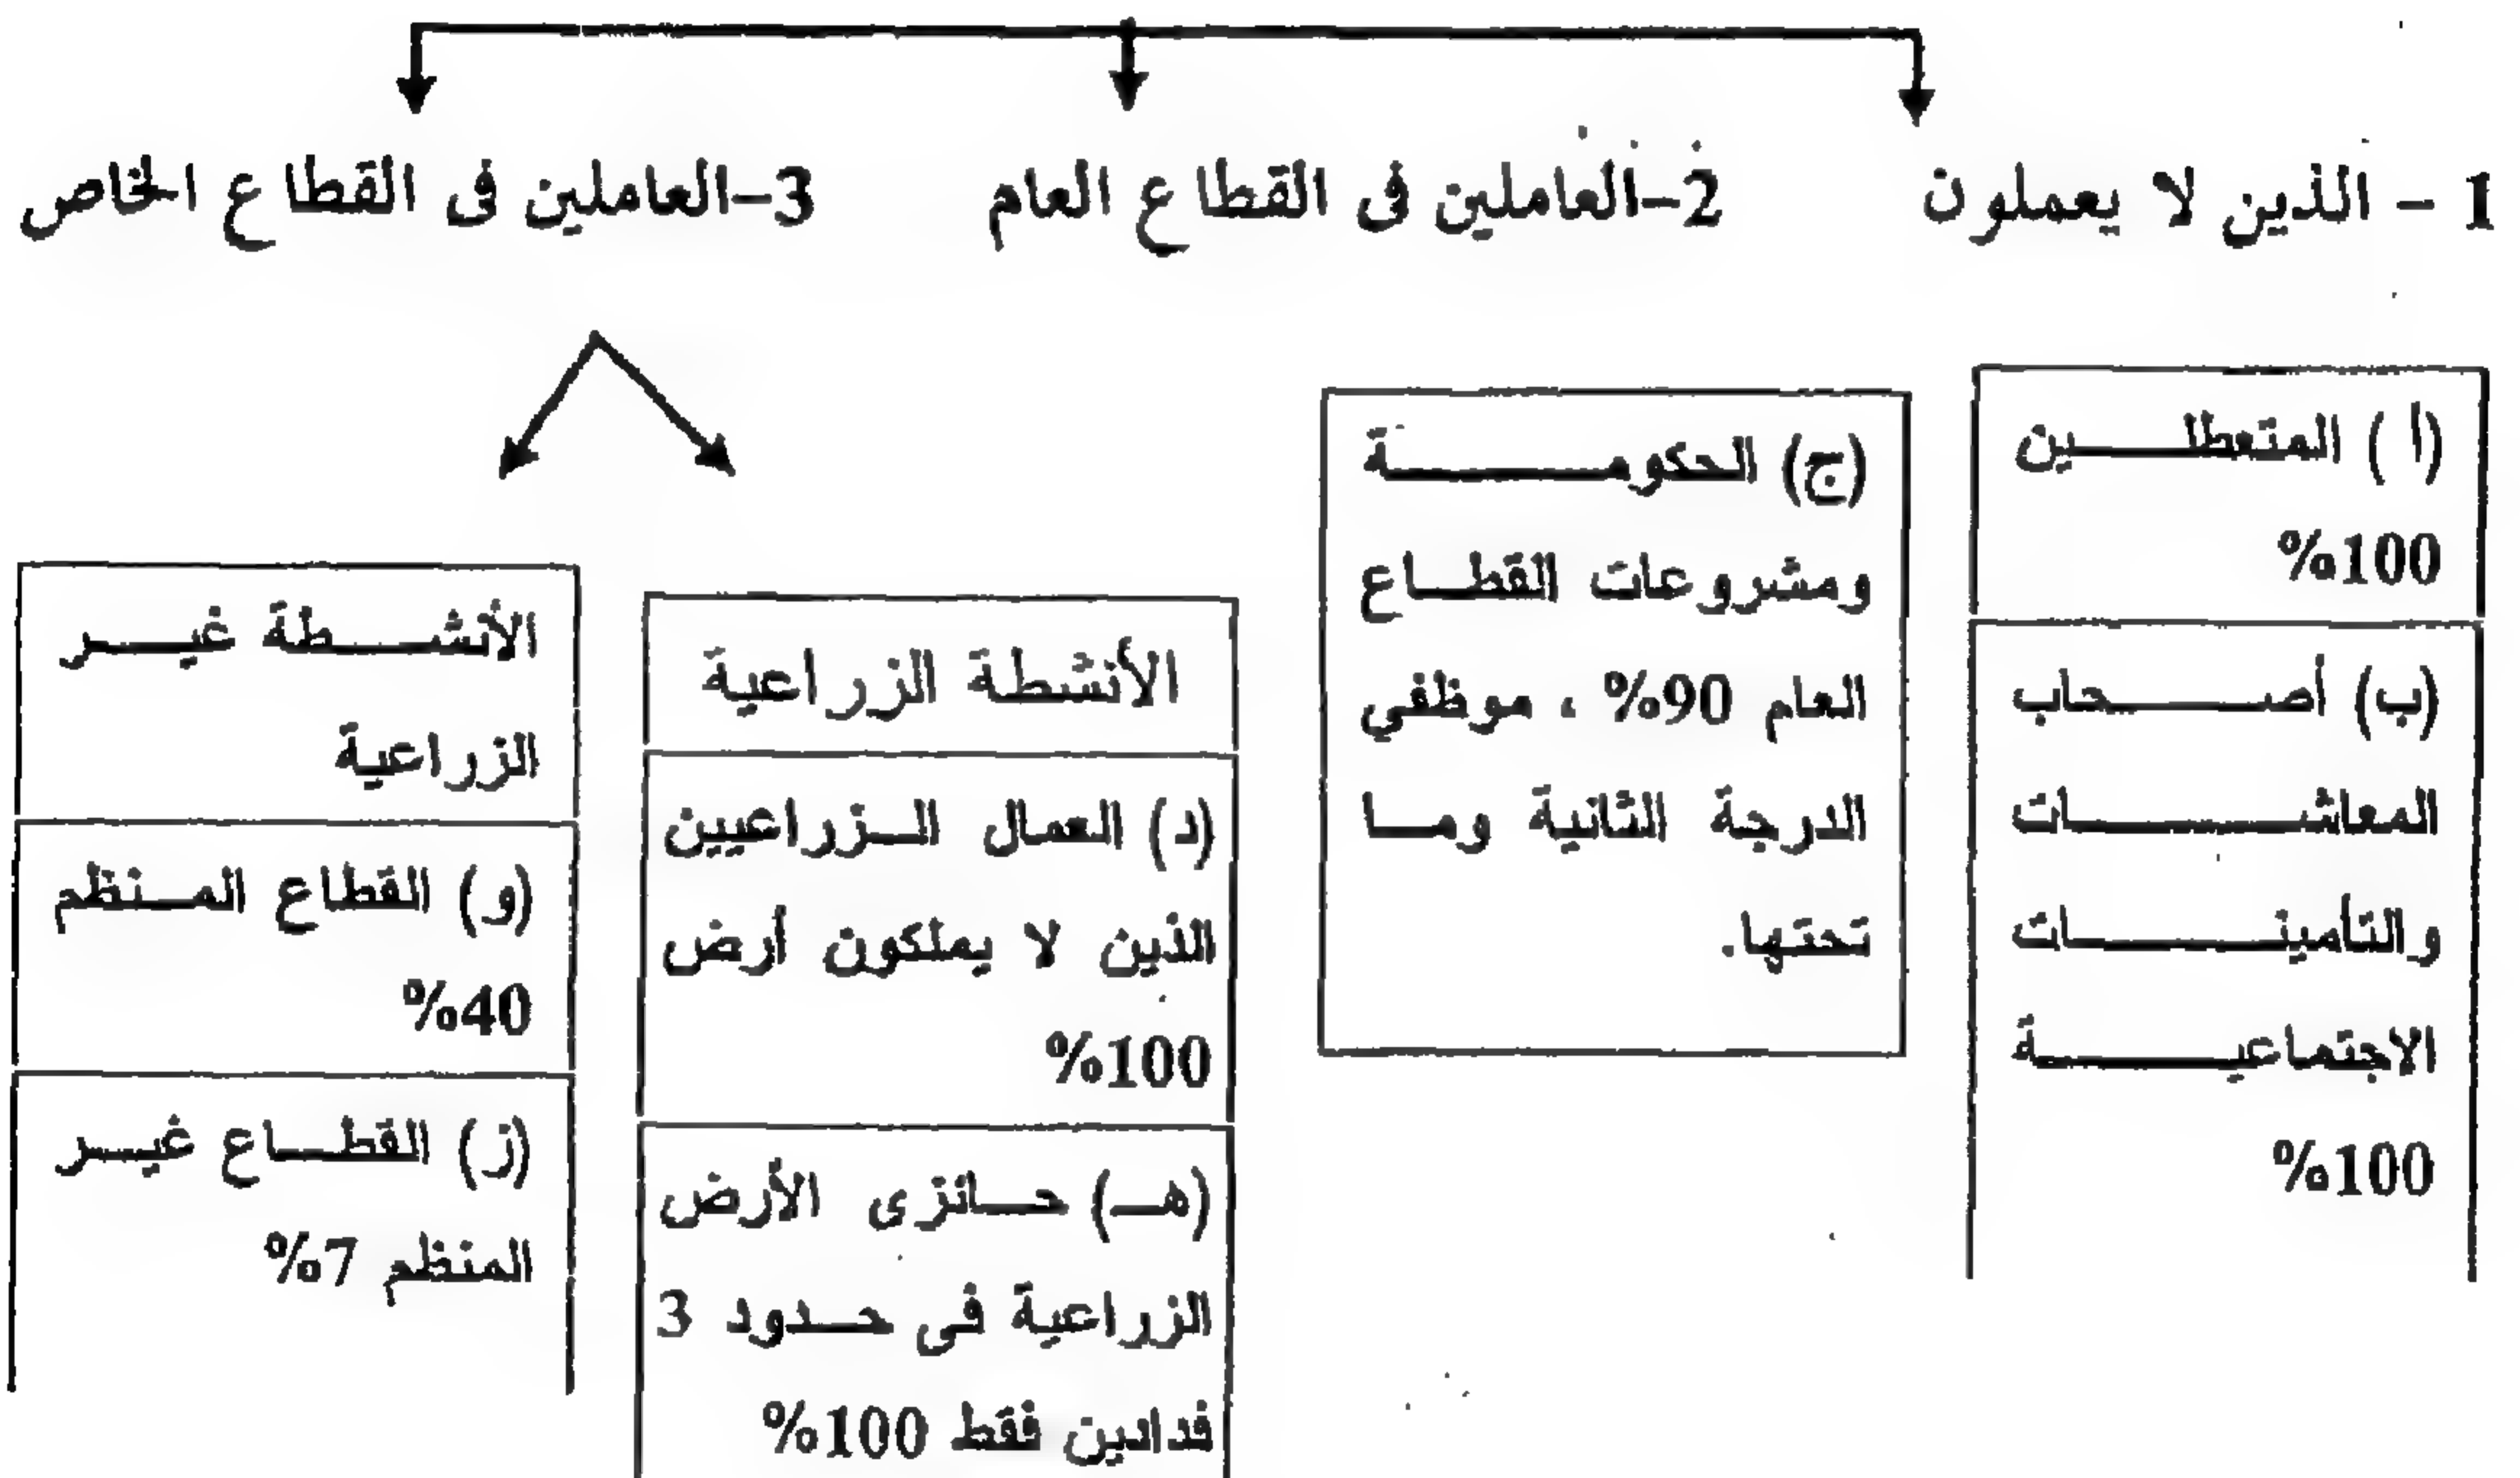 1 - الذين لا يعملون
2-العاملين فى القطاع العام
3-العاملين فى القطاع الخاص
(أ) المتعطلين
100%
(ب) أصحاب
المعاشات
والتأمينات
الاجتماعية
100%
(ج) الحكومة
ومشروعات القطاع
العام 90% ، موظفي
الدرجة الثانية وما
تحتها.
الأنشطة الزراعية
(د) العمال الزراعيين
الذين لا يملكون أرض
100%
(هـ) حائزى الأرض
الزراعية فى حدود 3
فدادين فقط 100%
الأنشطة غير
الزراعية
(و) القطاع المنظم
40%
(ز) القطاع غير
المنظم 7%